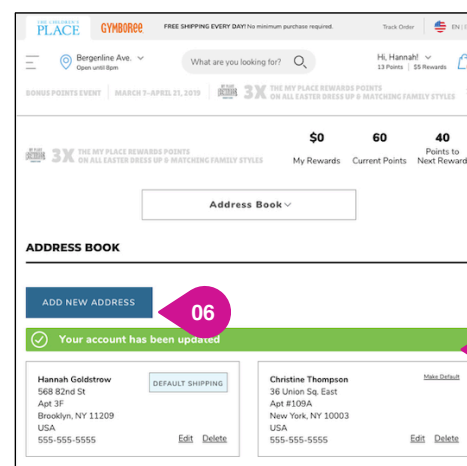 THE CHILDREN'S
PLACE
GYMBOREE
FREE SHIPPING EVERY DAY! No minimum purchase required.
Track Order
EN |
Bergenline Ave.
Open until 8pm
What are you looking for?
Hi, Hannah!
13 Points | $5 Rewards
BONUS POINTS EVENT | MARCH 7-APRIL 21, 2019
3X THE MY PLACE REWARDS POINTS
ON ALL EASTER DRESS UP & MATCHING FAMILY STYLES
3X THE MY PLACE REWARDS POINTS
ON ALL EASTER DRESS UP & MATCHING FAMILY STYLES
$0
My Rewards
60
Current Points
40
Points to
Next Reward
Address Book
ADDRESS BOOK
ADD NEW ADDRESS
06
Your account has been updated
Hannah Goldstrow
568 82nd St
Apt 3F
Brooklyn, NY 11209
USA
555-555-5555
DEFAULT SHIPPING
Edit Delete
Christine Thompson
36 Union Sq. East
Apt #109A
New York, NY 10003
USA
555-555-5555
Make Default
Edit Delete